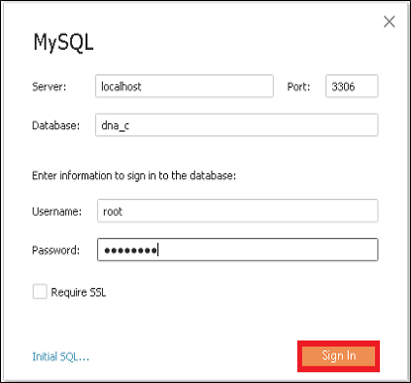 MySQL
Server: localhost Port: 3306
Database: dna_c
Enter information to sign in to the database:
Username: root
Password: ●●●●●●●●
Require SSL
Initial SQL... Sign In